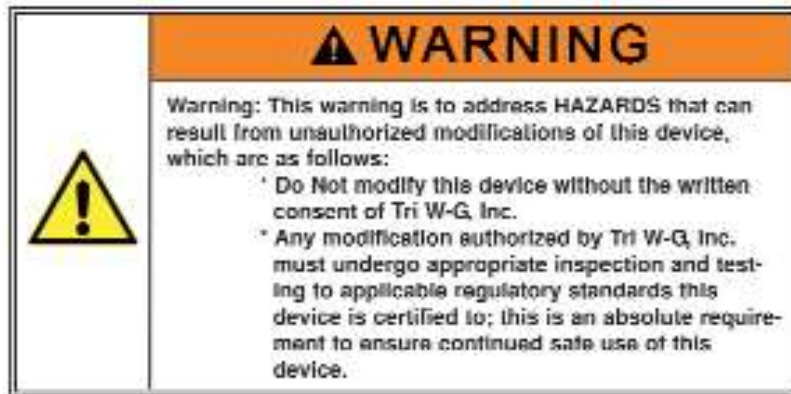 WARNING
Warning: This warning is to address HAZARDS that can
result from unauthorized modifications of this device,
which are as follows:
* Do Not modify this device without the written
consent of Tri W-G, Inc.
* Any modification authorized by Tri W-G, Inc.
must undergo appropriate inspection and test-
ing to applicable regulatory standards this
device is certified to; this is an absolute require-
ment to ensure continued safe use of this
device.